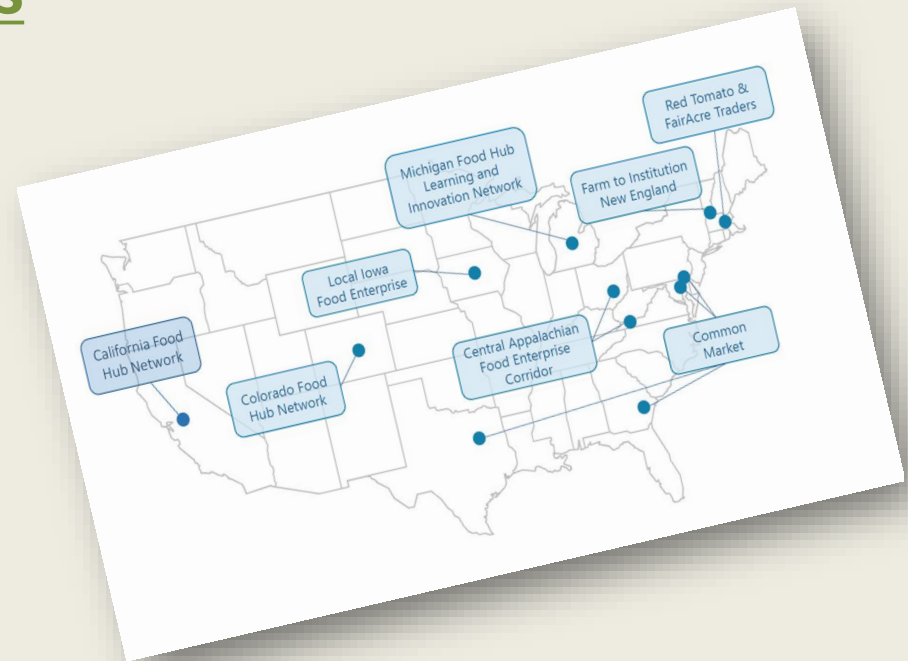 s
Red Tomato &
FairAcre Traders
Michigan Food Hub
Learning and
Innovation Network
Farm to Institution
New England
Local Iowa
Food Enterprise
California Food
Hub Network
Colorado Food
Hub Network
Central Appalachian
Food Enterprise
Corridor
Common
Market